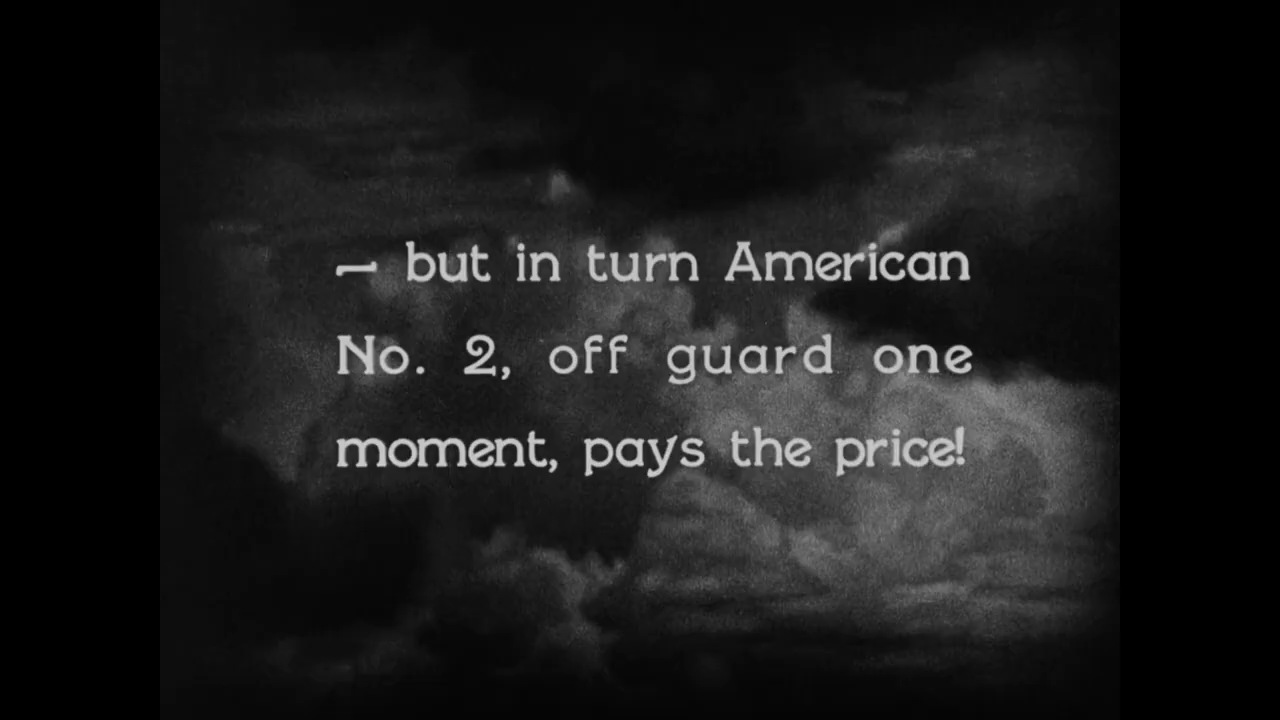 — but in turn American
No. 2, off guard one
moment, pays the price!